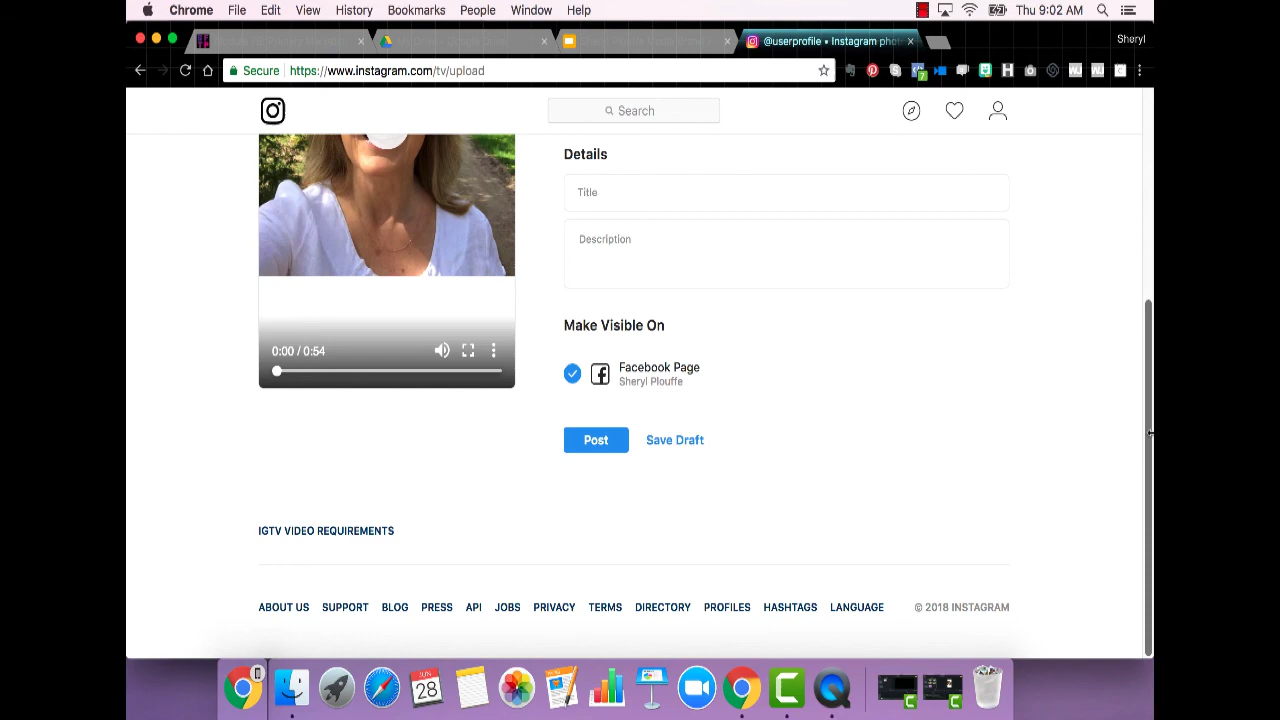 Chrome File Edit View History Bookmarks People Window Help Thu 9:02 AM
@userprofile • Instagram phot Sheryl
Secure https://www.instagram.com/tv/upload
Search
Details
Title
Description
Make Visible On
Facebook Page
Sheryl Plouffe
0:00 / 0:54
Post Save Draft
IGTV VIDEO REQUIREMENTS
ABOUT US SUPPORT BLOG PRESS API JOBS PRIVACY TERMS DIRECTORY PROFILES HASHTAGS LANGUAGE © 2018 INSTAGRAM
JUN
28